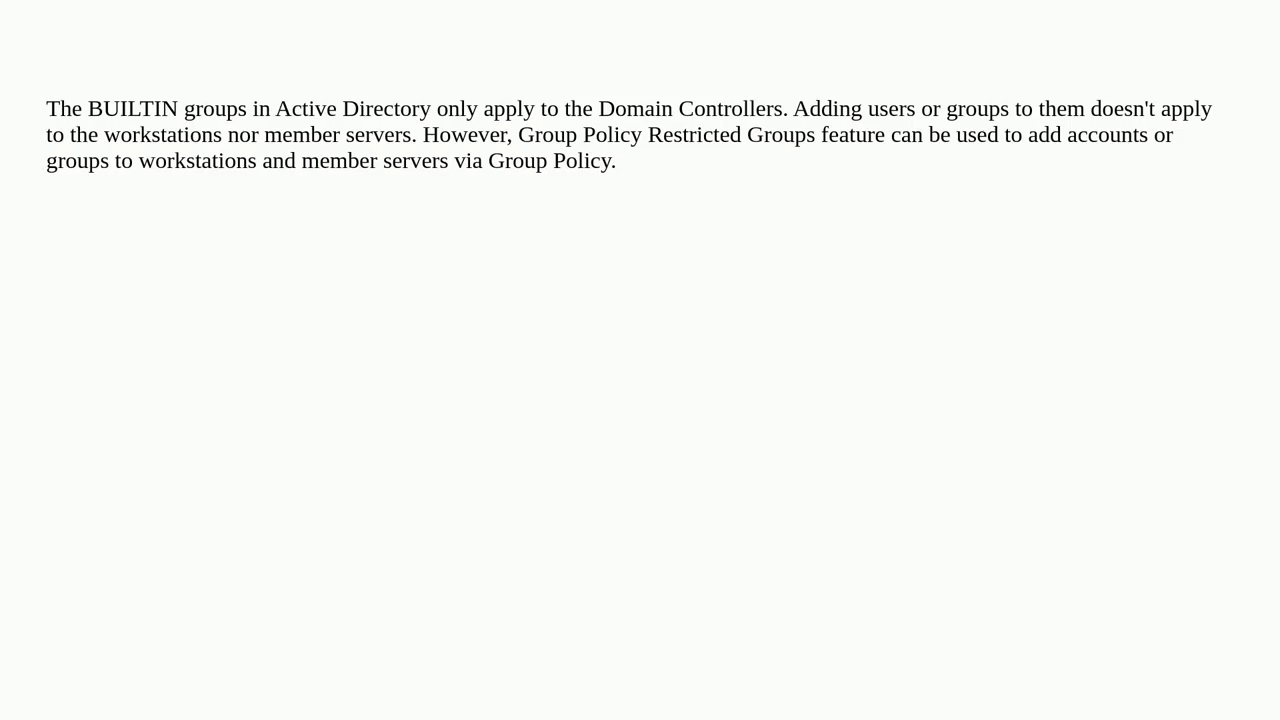 The BUILTIN groups in Active Directory only apply to the Domain Controllers. Adding users or groups to them doesn't apply
to the workstations nor member servers. However, Group Policy Restricted Groups feature can be used to add accounts or
groups to workstations and member servers via Group Policy.